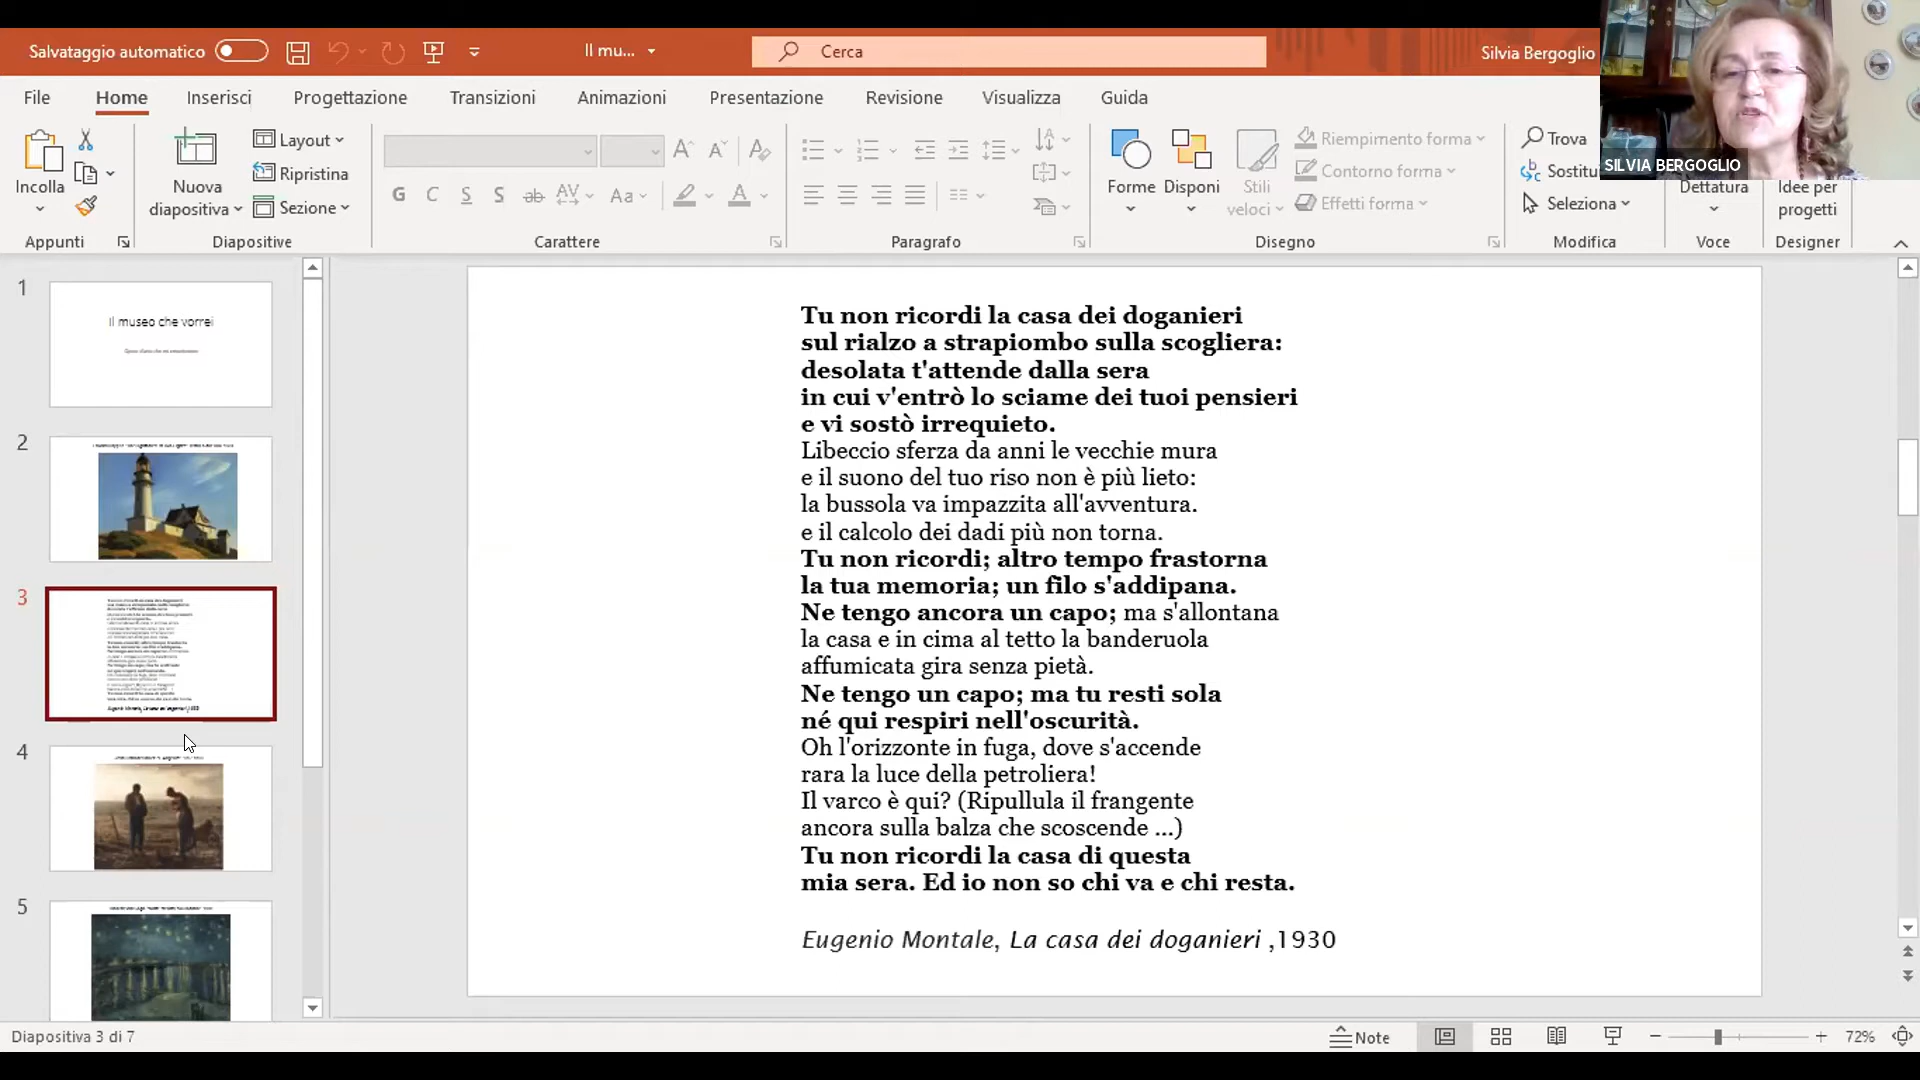 Salvataggio automatico
Il mu...
Cerca
Silvia Bergoglio
File
Home
Inserisci
Progettazione
Transizioni
Animazioni
Presentazione
Revisione
Visualizza
Guida
SILVIA BERGOGLIO
Incolla
Nuova
diapositiva
Layout
Ripristina
Sezione
G C S S ab AV Aa
Forme
Disponi
Stili
veloci
Riempimento forma
Contorno forma
Effetti forma
Trova
Sostitu
Seleziona
Dettatura
Idee per
progetti
Appunti
Diapositive
Carattere
Paragrafo
Disegno
Modifica
Voce
Designer
1
Il museo che vorrei
2
3
4
5
Tu non ricordi la casa dei doganieri
sul rialzo a strapiombo sulla scogliera:
desolata t'attende dalla sera
in cui v'entrò lo sciame dei tuoi pensieri
e vi sostò irrequieto.
Libeccio sferza da anni le vecchie mura
e il suono del tuo riso non è più lieto:
la bussola va impazzita all'avventura.
e il calcolo dei dadi più non torna.
Tu non ricordi; altro tempo frastorna
la tua memoria; un filo s'addipana.
Ne tengo ancora un capo; ma s'allontana
la casa e in cima al tetto la banderuola
affumicata gira senza pietà.
Ne tengo un capo; ma tu resti sola
né qui respiri nell'oscurità.
Oh l'orizzonte in fuga, dove s'accende
rara la luce della petroliera!
Il varco è qui? (Ripullula il frangente
ancora sulla balza che scoscende ...)
Tu non ricordi la casa di questa
mia sera. Ed io non so chi va e chi resta.
Eugenio Montale, La casa dei doganieri ,1930
Diapositiva 3 di 7
Note
72%